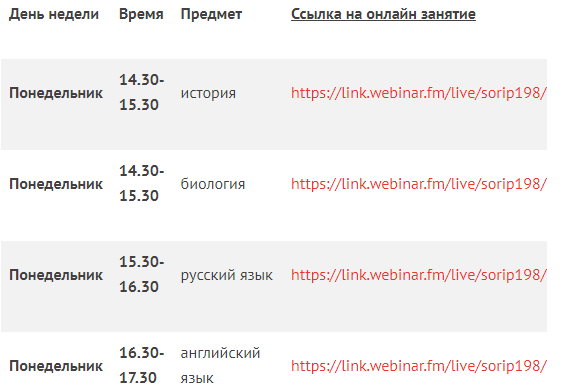 День недели Время Предмет Ссылка на онлайн занятие
Понедельник 14.30-
15.30 история https://link.webinar.fm/live/sorip198/
Понедельник 14.30-
15.30 биология https://link.webinar.fm/live/sorip198/
Понедельник 15.30-
16.30 русский язык https://link.webinar.fm/live/sorip198/
Понедельник 16.30-
17.30 английский
язык https://link.webinar.fm/live/sorip198/